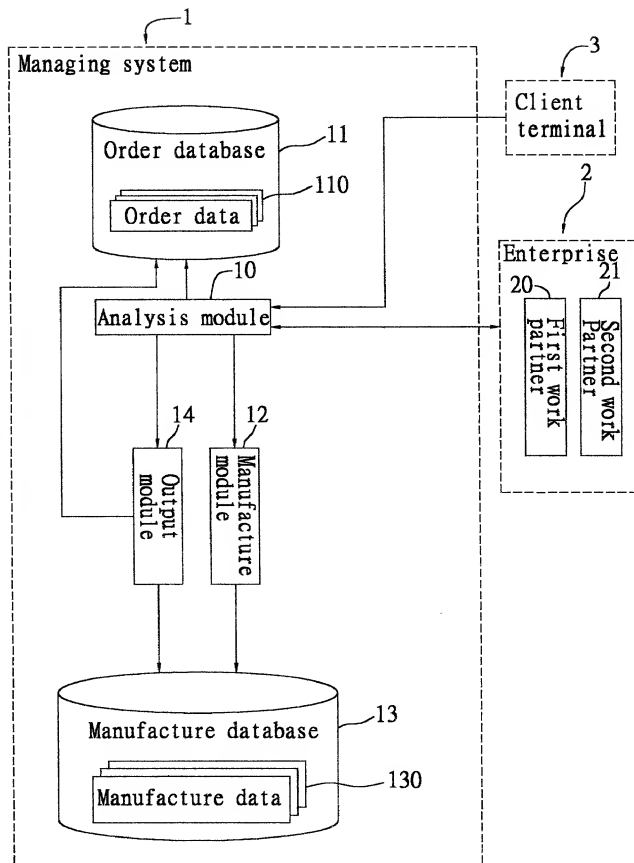 1
Managing system
3
Client
terminal
Order database
11
110
Order data
2
Enterprise
10
Analysis module
20
21
First work
partner
Second work
Partner
14
12
Output
module
Manufacture
module
Manufacture database
13
Manufacture data
130